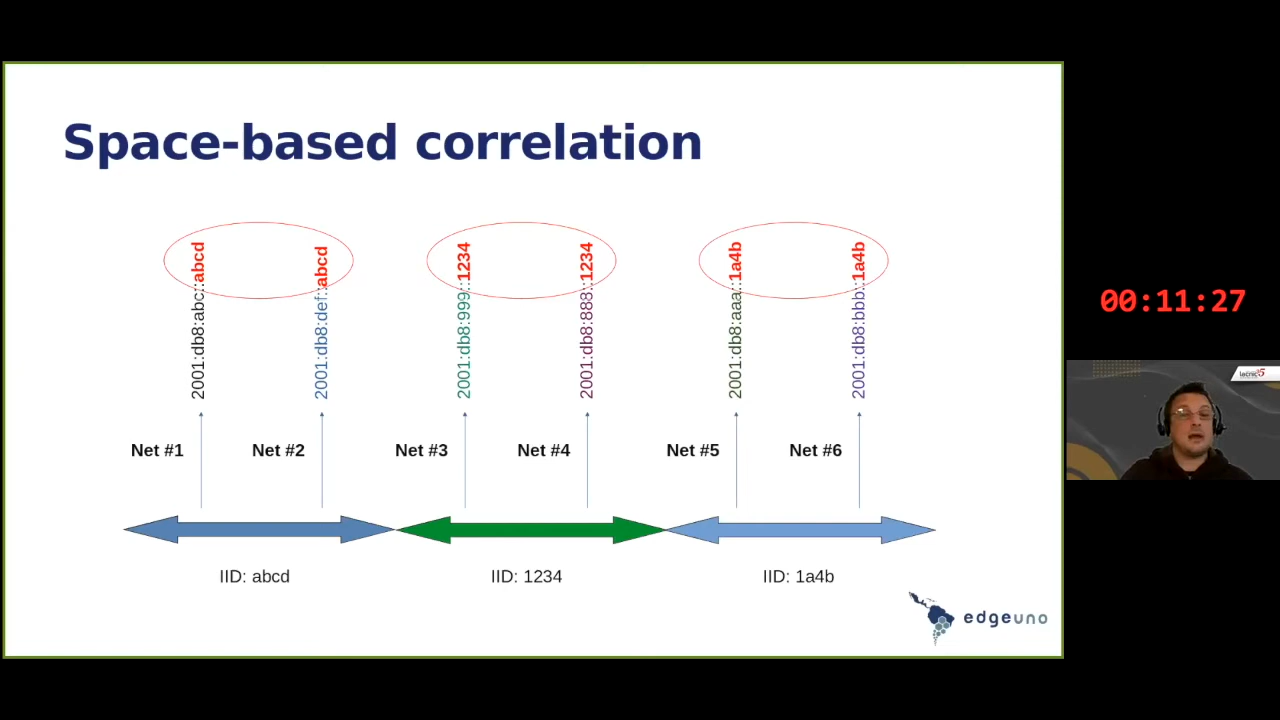 Space-based correlation
2001:db8:abc::abcd
2001:db8:def::abcd
2001:db8:999::1234
2001:db8:888::1234
2001:db8:aaa::1a4b
2001:db8:bbb::1a4b
00:11:27
Net #1
Net #2
Net #3
Net #4
Net #5
Net #6
IID: abcd
IID: 1234
IID: 1a4b
edgeuno
lacnic35